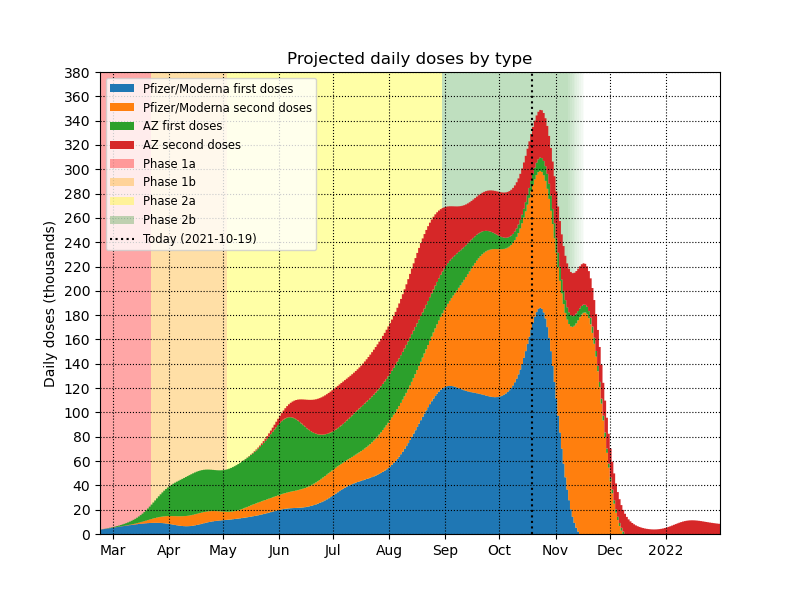 Projected daily doses by type
Daily doses (thousands)
380
360
340
320
300
280
260
240
220
200
180
160
140
120
100
80
60
40
20
0
Pfizer/Moderna first doses
Pfizer/Moderna second doses
AZ first doses
AZ second doses
Phase 1a
Phase 1b
Phase 2a
Phase 2b
Today (2021-10-19)
Mar Apr May Jun Jul Aug Sep Oct Nov Dec 2022